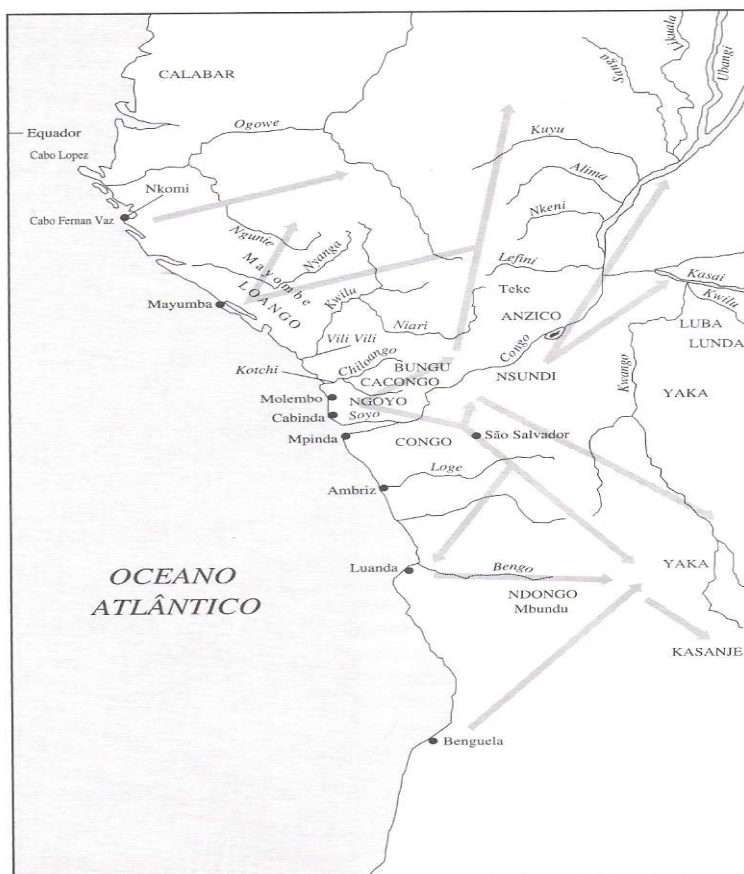 CALABAR
Sanga
Likuala
Ubangi
Equador
Ogowe
Cabo Lopez
Kuyu
Nkomi
Alima
Cabo Fernan Vaz
Nkeni
Ngunie
Mayombe
Nyanga
Lefini
LOANGO
Kwilu
Teke
Kasai
Mayumba
Niari
ANZICO
Kwilu
Congo
LUBA
LUNDA
Vili Vili
Chiloango
Kotchi
BUNGU
NSUNDI
Kwango
CACONGO
YAKA
Molembo
NGOYO
Cabinda
Soyo
Mpinda
CONGO
São Salvador
Loge
Ambriz
OCEANO
ATLÂNTICO
Luanda
Bengo
YAKA
NDONGO
Mbundu
KASANJE
Benguela